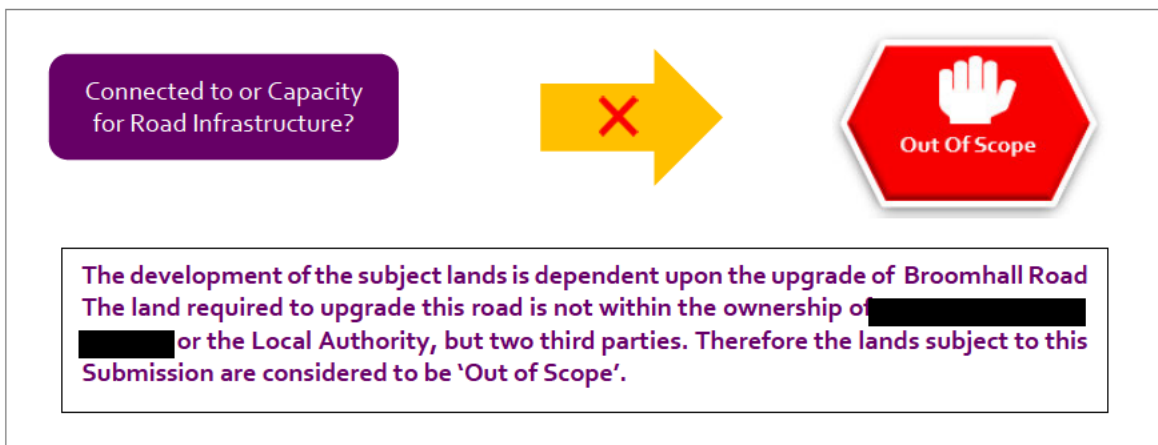 Connected to or Capacity
for Road Infrastructure?
Out Of Scope
The development of the subject lands is dependent upon the upgrade of Broomhall Road
The land required to upgrade this road is not within the ownership of
or the Local Authority, but two third parties. Therefore the lands subject to this
Submission are considered to be ‘Out of Scope’.